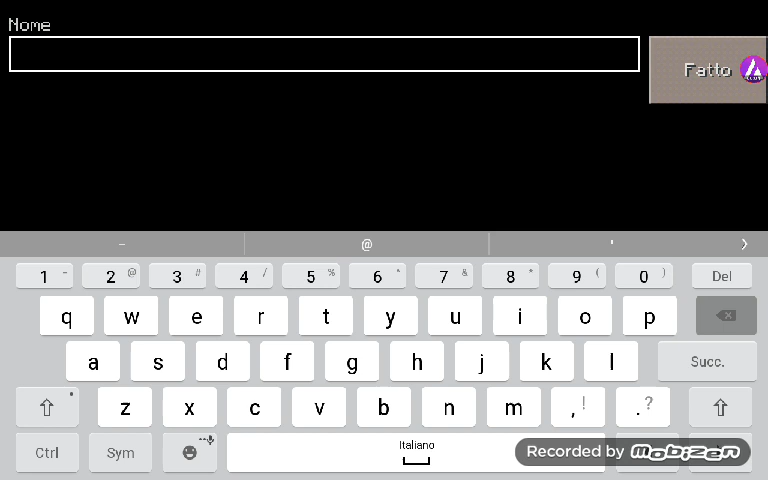 Nome
Fatto
- @ '
1 - 2 @ 3 # 4 / 5 % 6 ^ 7 & 8 * 9 ( 0 ) Del
q w e r t y u i o p
a s d f g h j k l Succ.
z x c v b n m , ! . ?
Ctrl Sym Italiano
Recorded by mobizen